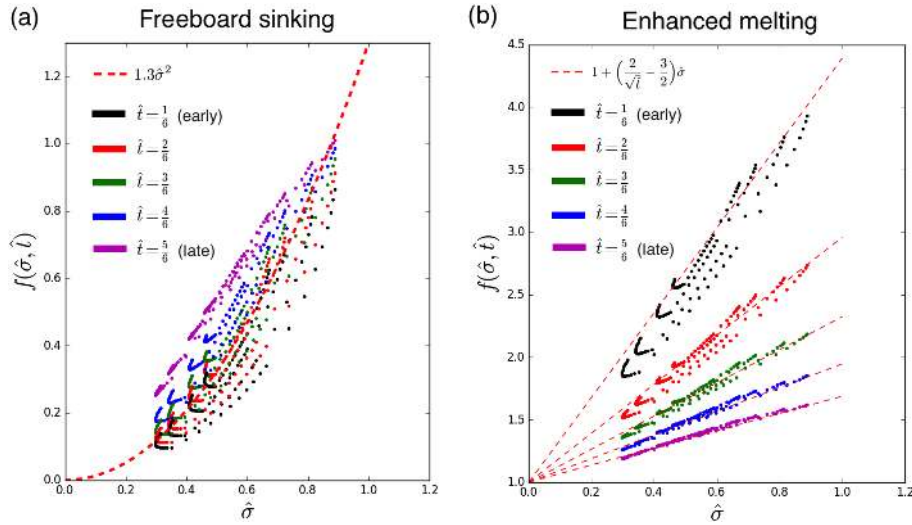 (a) Freeboard sinking
1.3σ̂²
t̂ − 1/6 (early)
t̂ − 2/6
t̂ − 3/6
t̂ − 4/6
t̂ − 5/6 (late)
f(σ̂, t̂)
1.2
1.0
0.8
0.6
0.4
0.2
0.0
0.0 0.2 0.4 0.6 0.8 1.0 1.2
σ̂
(b) Enhanced melting
1 + (2/√t̂ − 3/2)σ̂
t̂ − 1/6 (early)
t̂ − 2/6
t̂ − 3/6
t̂ − 4/6
t̂ − 5/6 (late)
f(σ̂, t̂)
4.5
4.0
3.5
3.0
2.5
2.0
1.5
1.0
0.0 0.2 0.4 0.6 0.8 1.0 1.2
σ̂